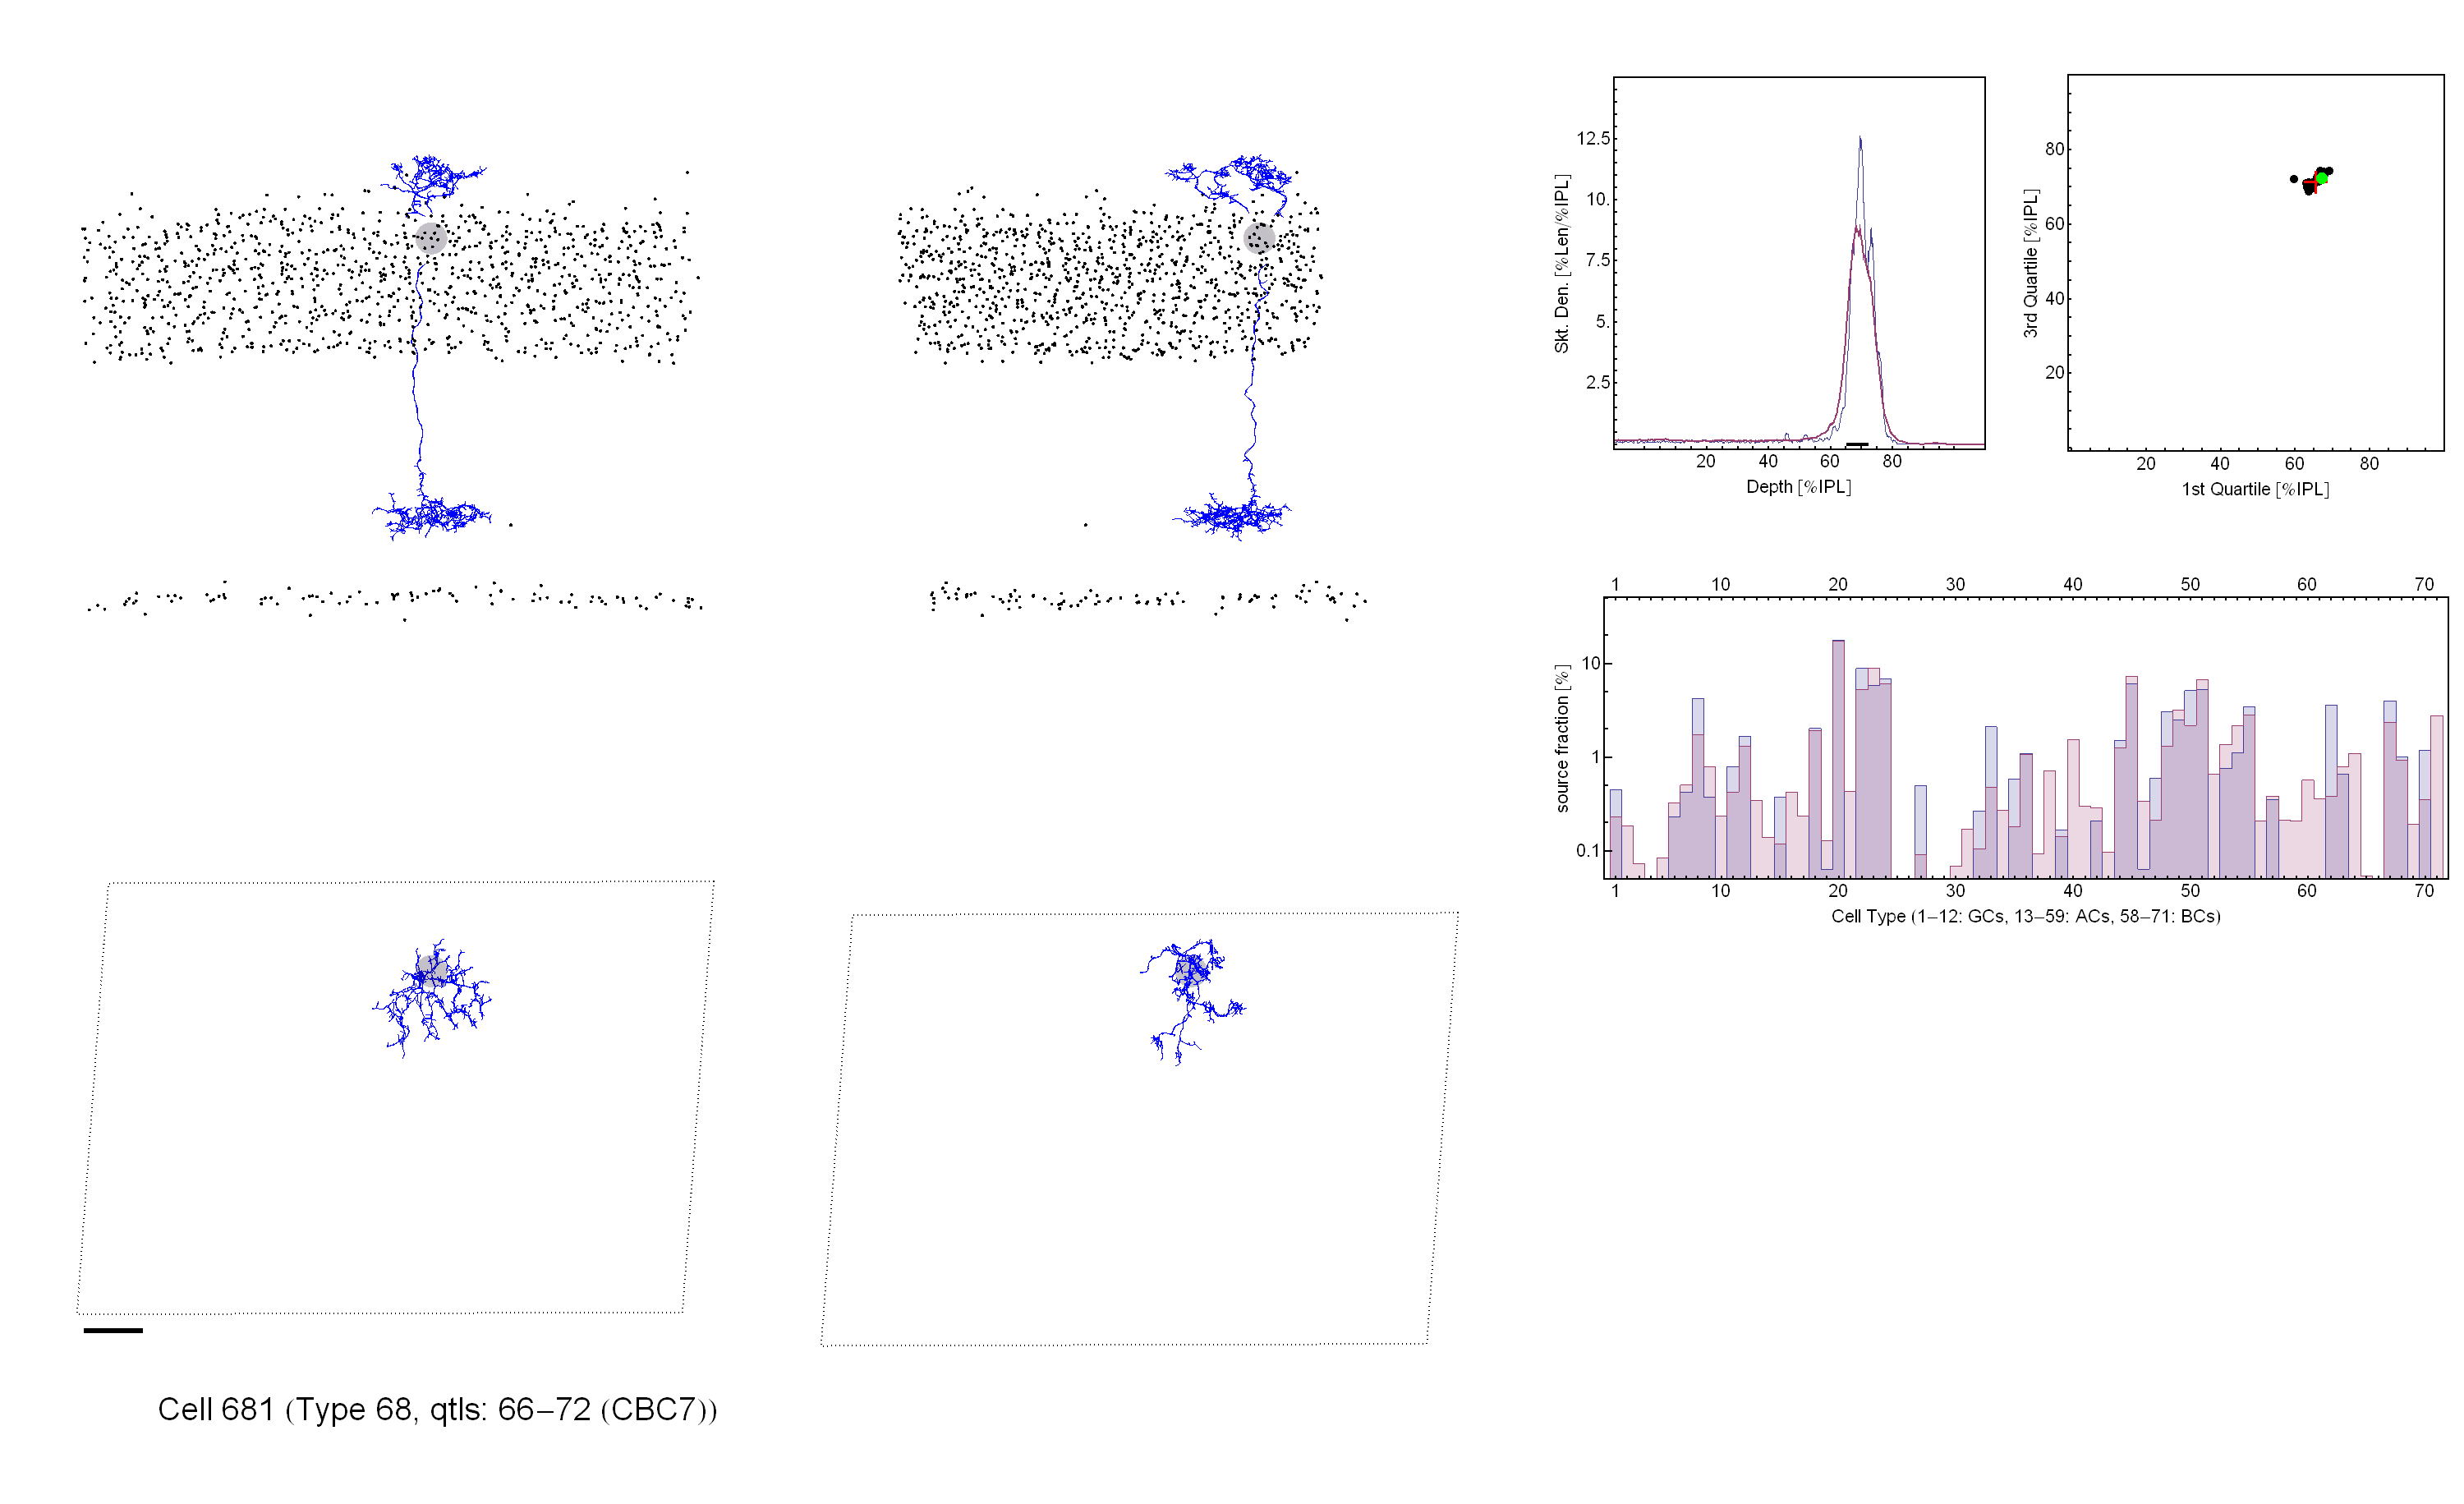 12.5
10.
7.5
5.
2.5
Skt. Den. [%Len/%IPL]
20 40 60 80
Depth [%IPL]
80
60
40
20
3rd Quartile [%IPL]
20 40 60 80
1st Quartile [%IPL]
1 10 20 30 40 50 60 70
10
1
0.1
source fraction [%]
1 10 20 30 40 50 60 70
Cell Type (1–12: GCs, 13–59: ACs, 58–71: BCs)
Cell 681 (Type 68, qtls: 66–72 (CBC7))